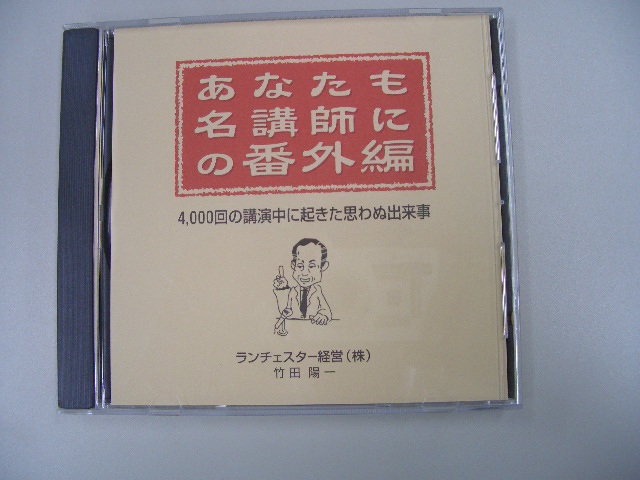 あなたも
名講師に
の番外編
4,000回の講演中に起きた思わぬ出来事
ランチェスター経営(株)
竹田 陽一